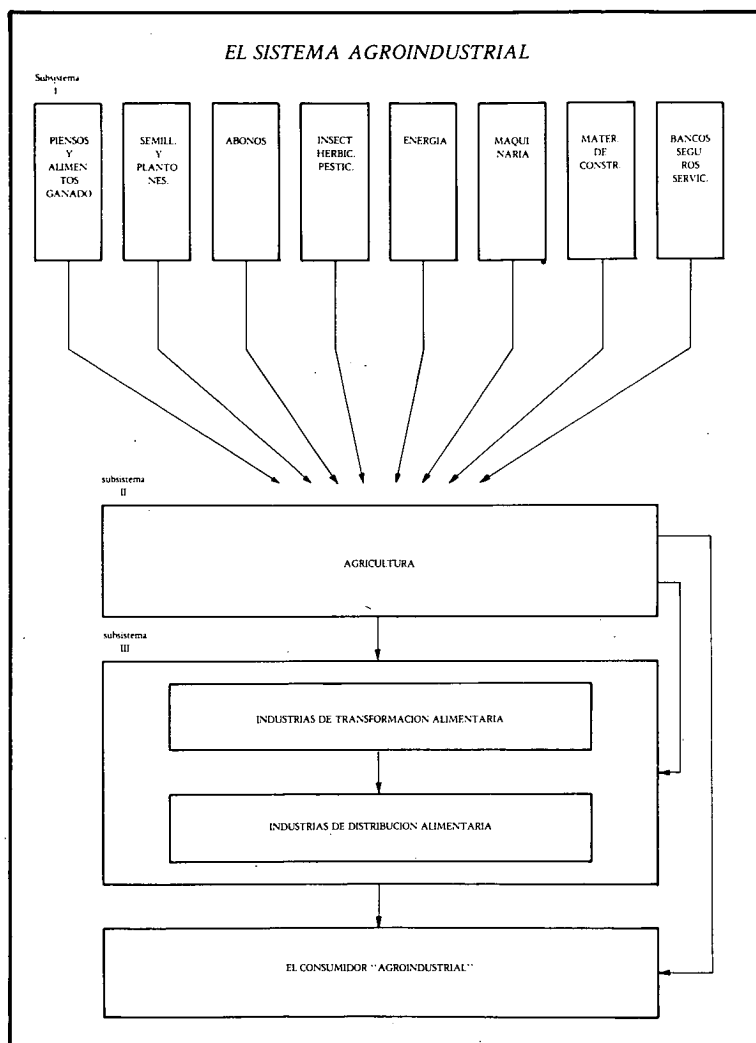 EL SISTEMA AGROINDUSTRIAL
Subsistema
I
PIENSOS
Y
ALIMEN
TOS
GANADO
SEMILL.
Y
PLANTO
NES.
ABONOS
INSECT
HERBIC.
PESTIC.
ENERGIA
MAQUI
NARIA
MATER.
DE
CONSTR.
BANCOS
SEGU
ROS
SERVIC.
subsistema
II
AGRICULTURA
subsistema
III
INDUSTRIAS DE TRANSFORMACION ALIMENTARIA
INDUSTRIAS DE DISTRIBUCION ALIMENTARIA
EL CONSUMIDOR "AGROINDUSTRIAL"